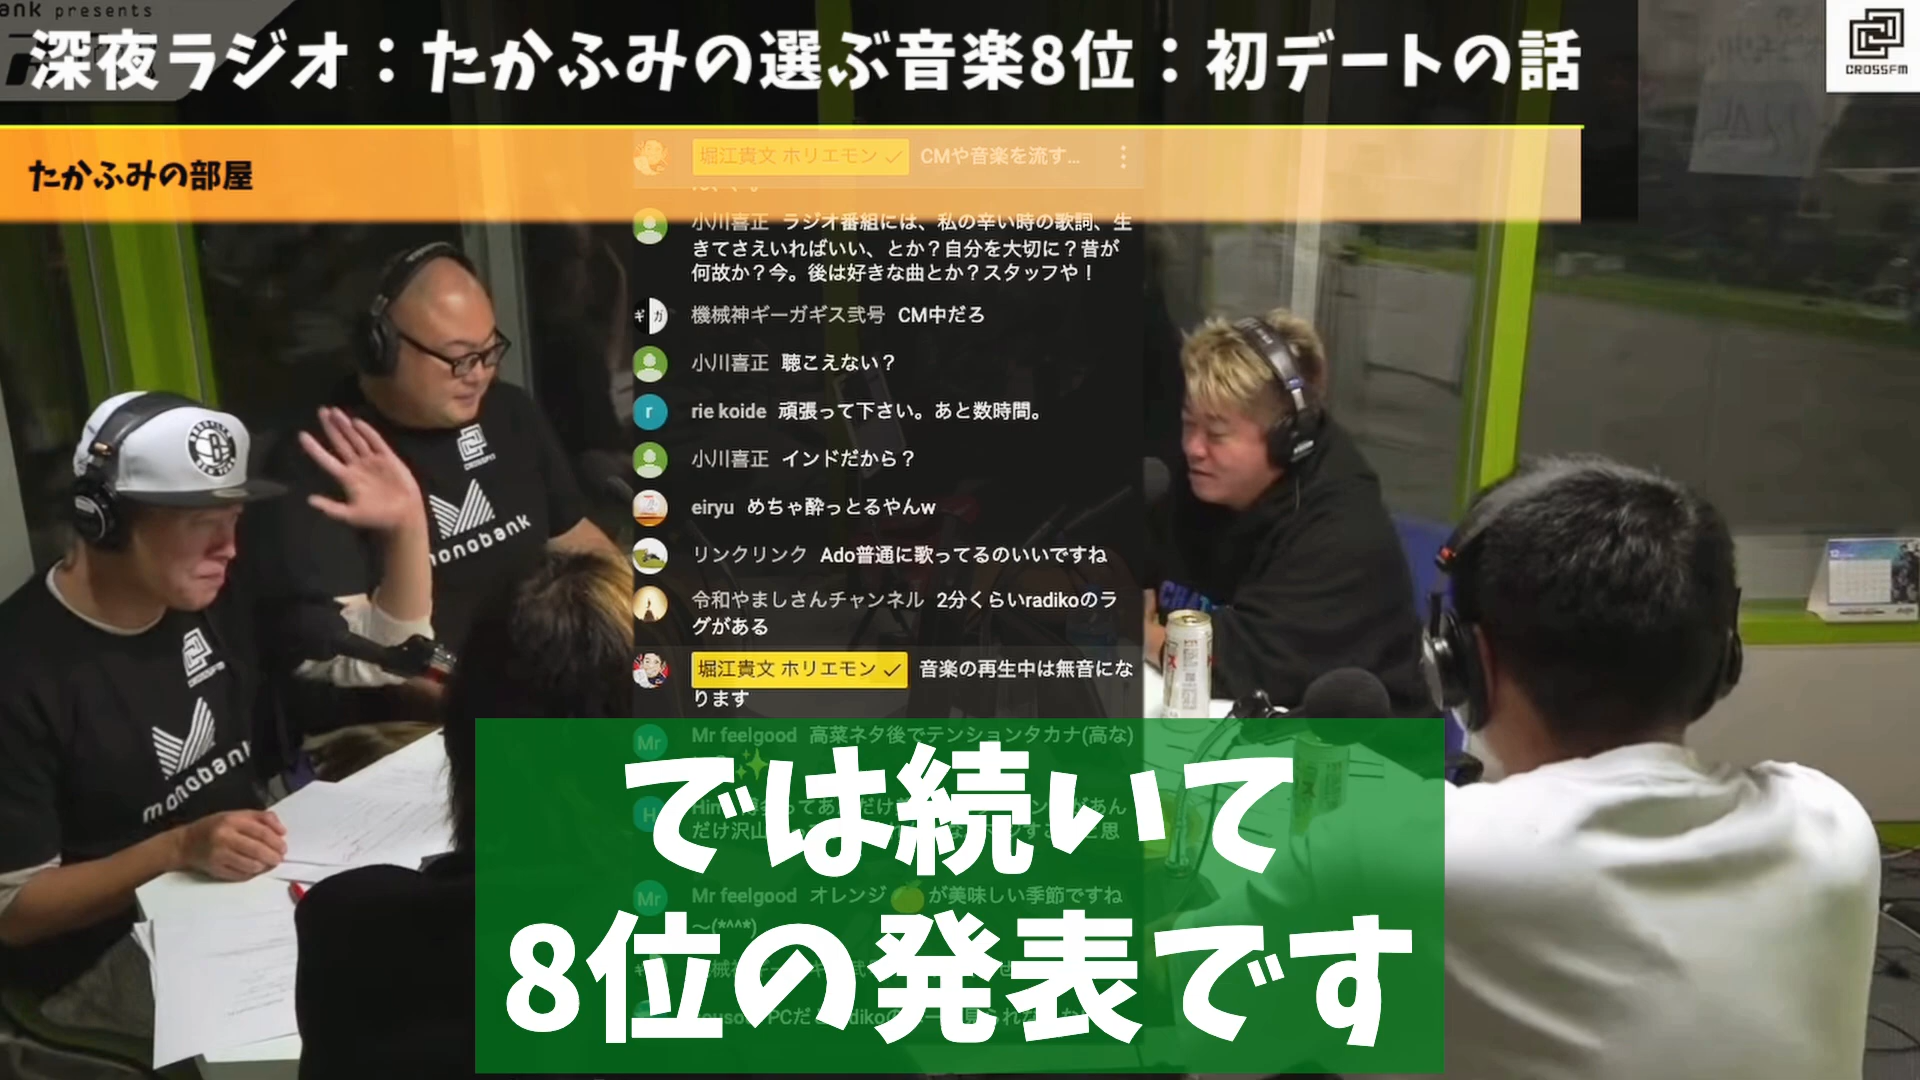 ank presents
深夜ラジオ：たかふみの選ぶ音楽8位：初デートの話
CROSSFM
たかふみの部屋
堀江貴文 ホリエモン CMや音楽を流す...
小川喜正 ラジオ番組には、私の辛い時の歌詞、生
きてさえいればいい、とか？自分を大切に？昔が
何故か？今。後は好きな曲とか？スタッフや！
ギガ 機械神ギーガギス弐号 CM中だろ
小川喜正 聴こえない？
r rie koide 頑張って下さい。あと数時間。
小川喜正 インドだから？
eiryu めちゃ酔っとるやんw
リンクリンク Ado普通に歌ってるのいいですね
令和やましさんチャンネル 2分くらいradikoのラ
グがある
堀江貴文 ホリエモン 音楽の再生中は無音にな
ります
Mr Mr feelgood 高菜ネタ後でテンションタカナ(高な)
では続いて
Mr Mr feelgood オレンジ🍊が美味しい季節ですね
〜(*^^^*)
8位の発表です
BROOKLYN
B
NEW YORK
CROSSFM
monobank
monobank